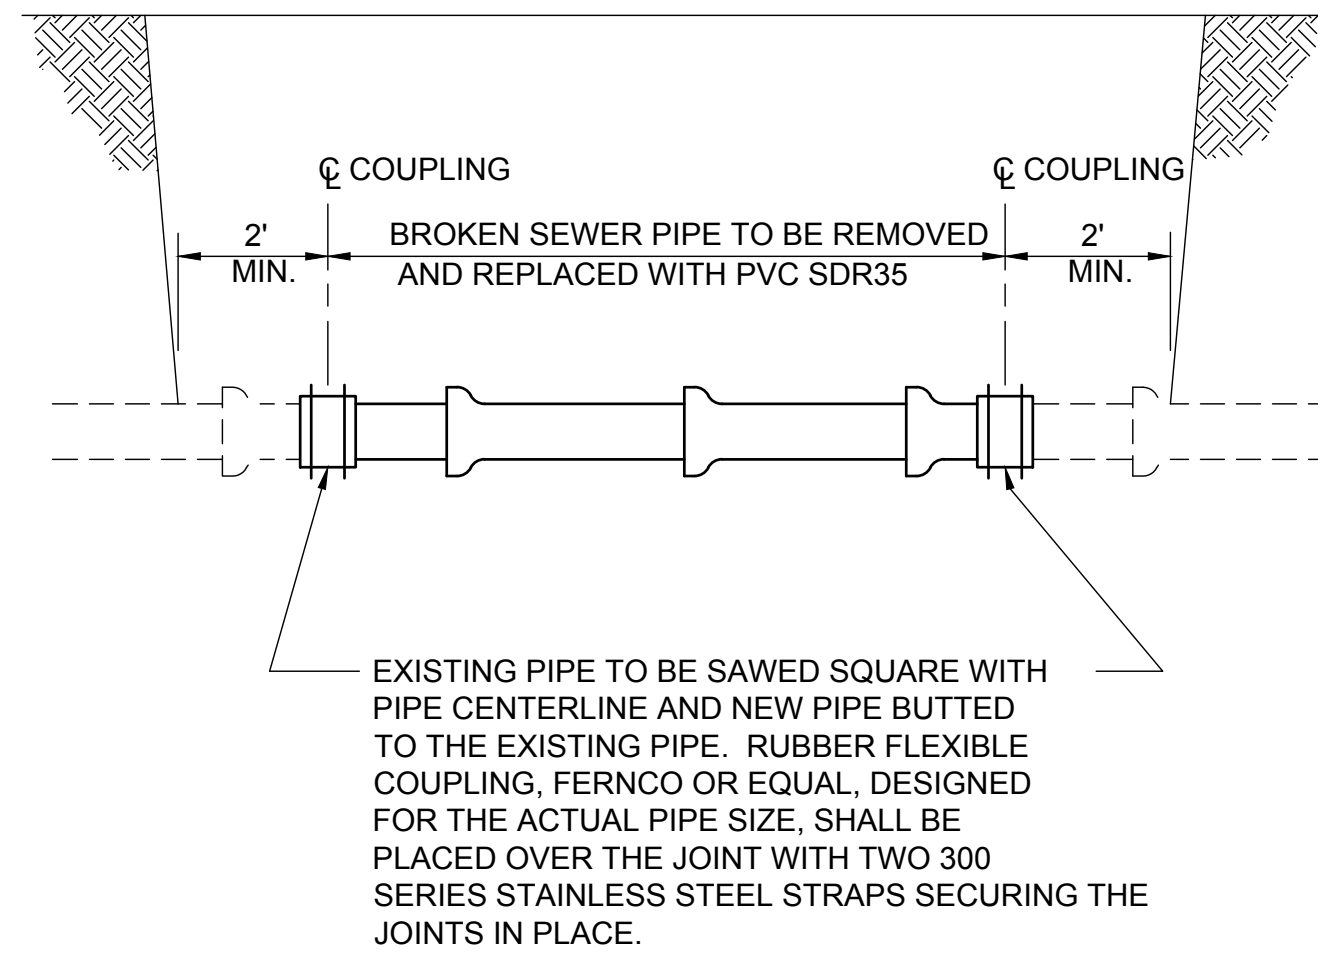 ℄ COUPLING
℄ COUPLING
2'
MIN.
BROKEN SEWER PIPE TO BE REMOVED
AND REPLACED WITH PVC SDR35
2'
MIN.
EXISTING PIPE TO BE SAWED SQUARE WITH
PIPE CENTERLINE AND NEW PIPE BUTTED
TO THE EXISTING PIPE.  RUBBER FLEXIBLE
COUPLING, FERNCO OR EQUAL, DESIGNED
FOR THE ACTUAL PIPE SIZE, SHALL BE
PLACED OVER THE JOINT WITH TWO 300
SERIES STAINLESS STEEL STRAPS SECURING THE
JOINTS IN PLACE.